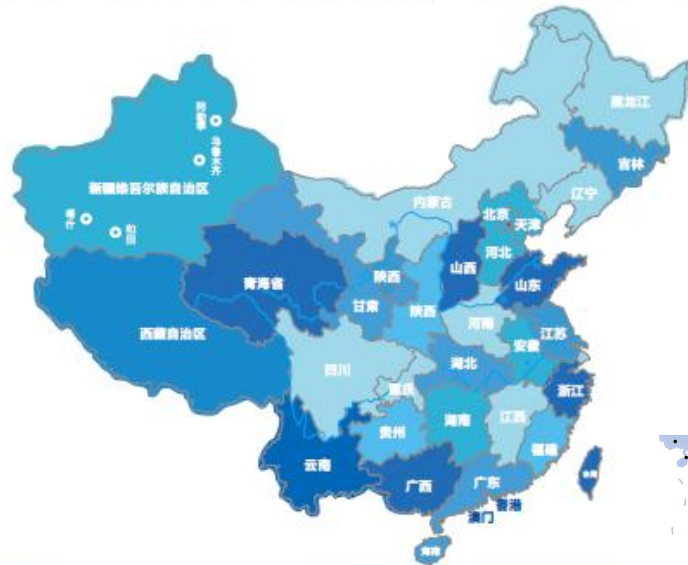 黑龙江
阿勒泰
乌鲁木齐
吉林
新疆维吾尔族自治区
辽宁
内蒙古
北京
天津
喀什
和田
河北
山西
青海省
陕西
山东
甘肃
陕西
河南
江苏
西藏自治区
安徽
湖北
四川
重庆
浙江
湖南
江西
贵州
福建
云南
广西
广东
台湾
香港
澳门
海南